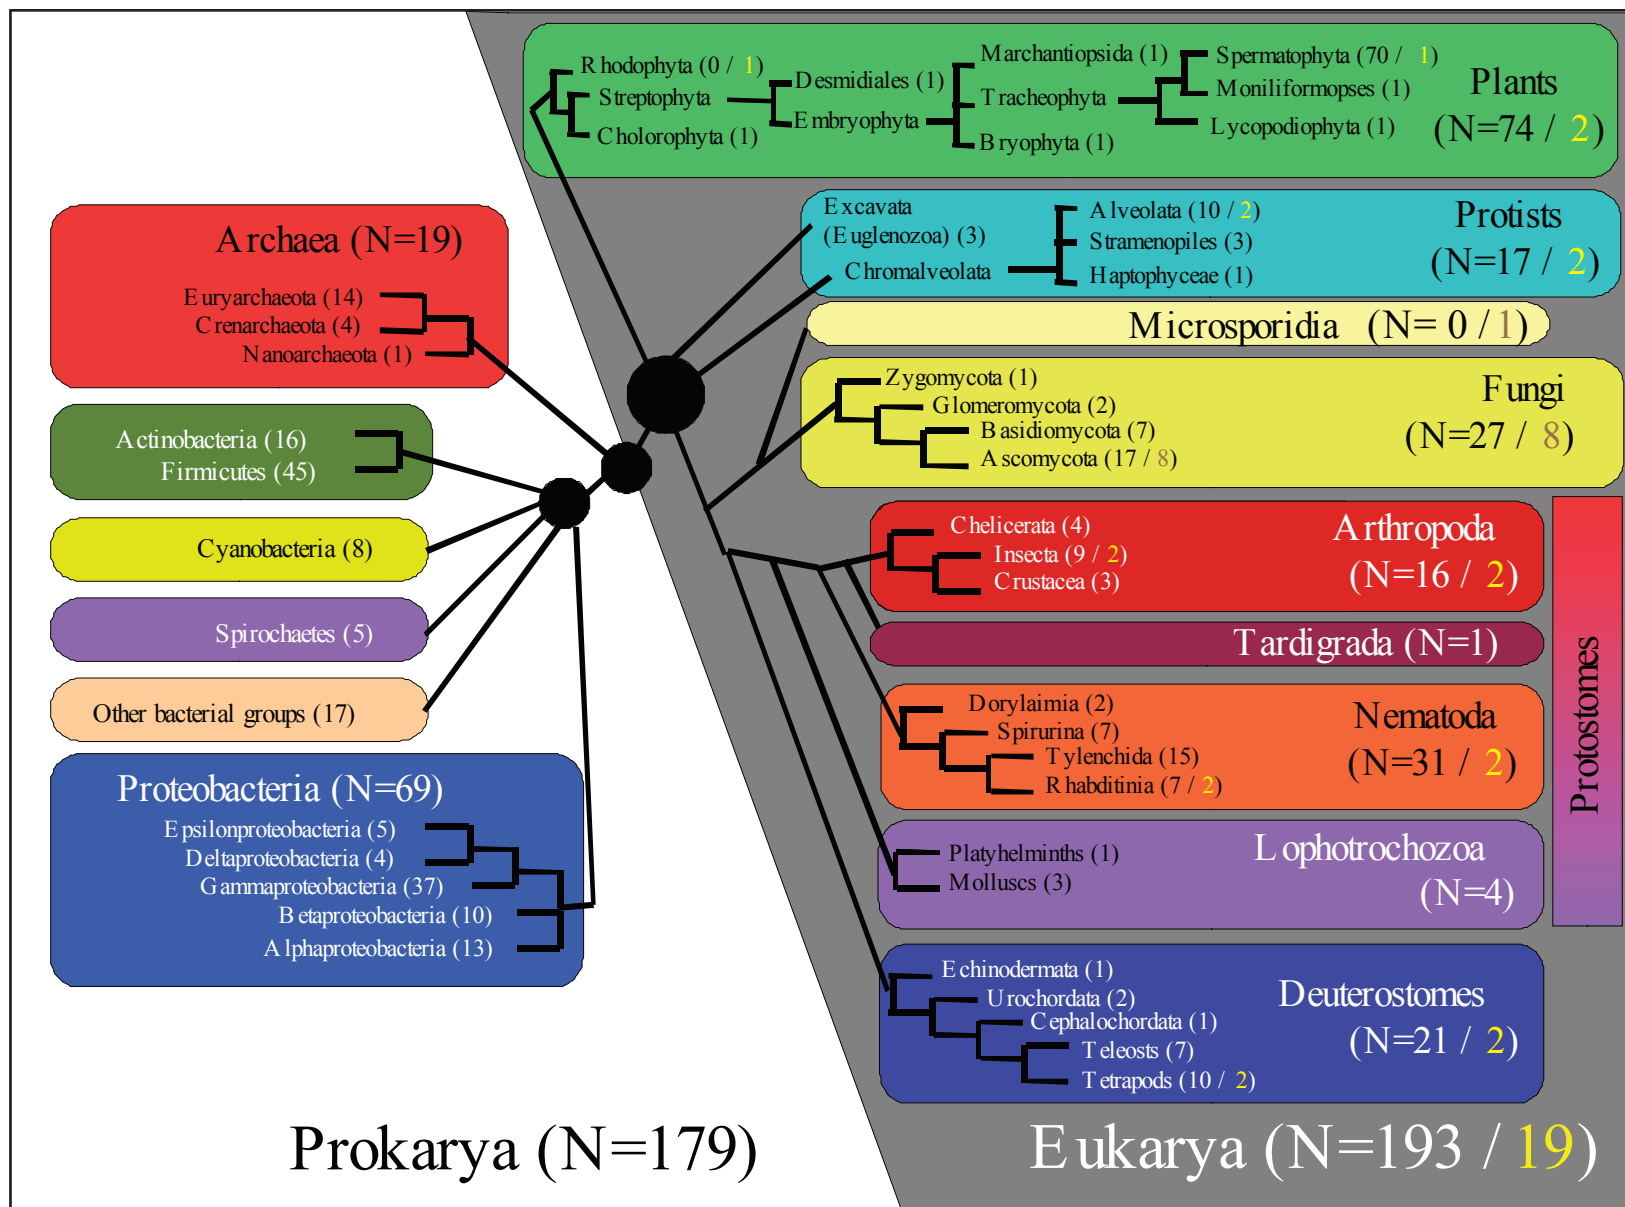 Rhodophyta (0 / 1)
Streptophyta
Cholorophyta (1)
Desmidiales (1)
Embryophyta
Marchantiopsida (1)
Tracheophyta
Bryophyta (1)
Spermatophyta (70 / 1)
Moniliformopses (1)
Lycopodiophyta (1)
Plants
(N=74 / 2)
Excavata
(Euglenozoa) (3)
Chromalveolata
Alveolata (10 / 2)
Stramenopiles (3)
Haptophyceae (1)
Protists
(N=17 / 2)
Microsporidia (N= 0 / 1)
Zygomycota (1)
Glomeromycota (2)
Basidiomycota (7)
Ascomycota (17 / 8)
Fungi
(N=27 / 8)
Archaea (N=19)
Euryarchaeota (14)
Crenarchaeota (4)
Nanoarchaeota (1)
Actinobacteria (16)
Firmicutes (45)
Cyanobacteria (8)
Spirochaetes (5)
Other bacterial groups (17)
Proteobacteria (N=69)
Epsilonproteobacteria (5)
Deltaproteobacteria (4)
Gammaproteobacteria (37)
Betaproteobacteria (10)
Alphaproteobacteria (13)
Chelicerata (4)
Insecta (9 / 2)
Crustacea (3)
Arthropoda
(N=16 / 2)
Tardigrada (N=1)
Dorylaimia (2)
Spirurina (7)
Tylenchida (15)
Rhabditinia (7 / 2)
Nematoda
(N=31 / 2)
Platyhelminths (1)
Molluscs (3)
Lophotrochozoa
(N=4)
Protostomes
Echinodermata (1)
Urochordata (2)
Cephalochordata (1)
Teleosts (7)
Tetrapods (10 / 2)
Deuterostomes
(N=21 / 2)
Prokarya (N=179)
Eukarya (N=193 / 19)